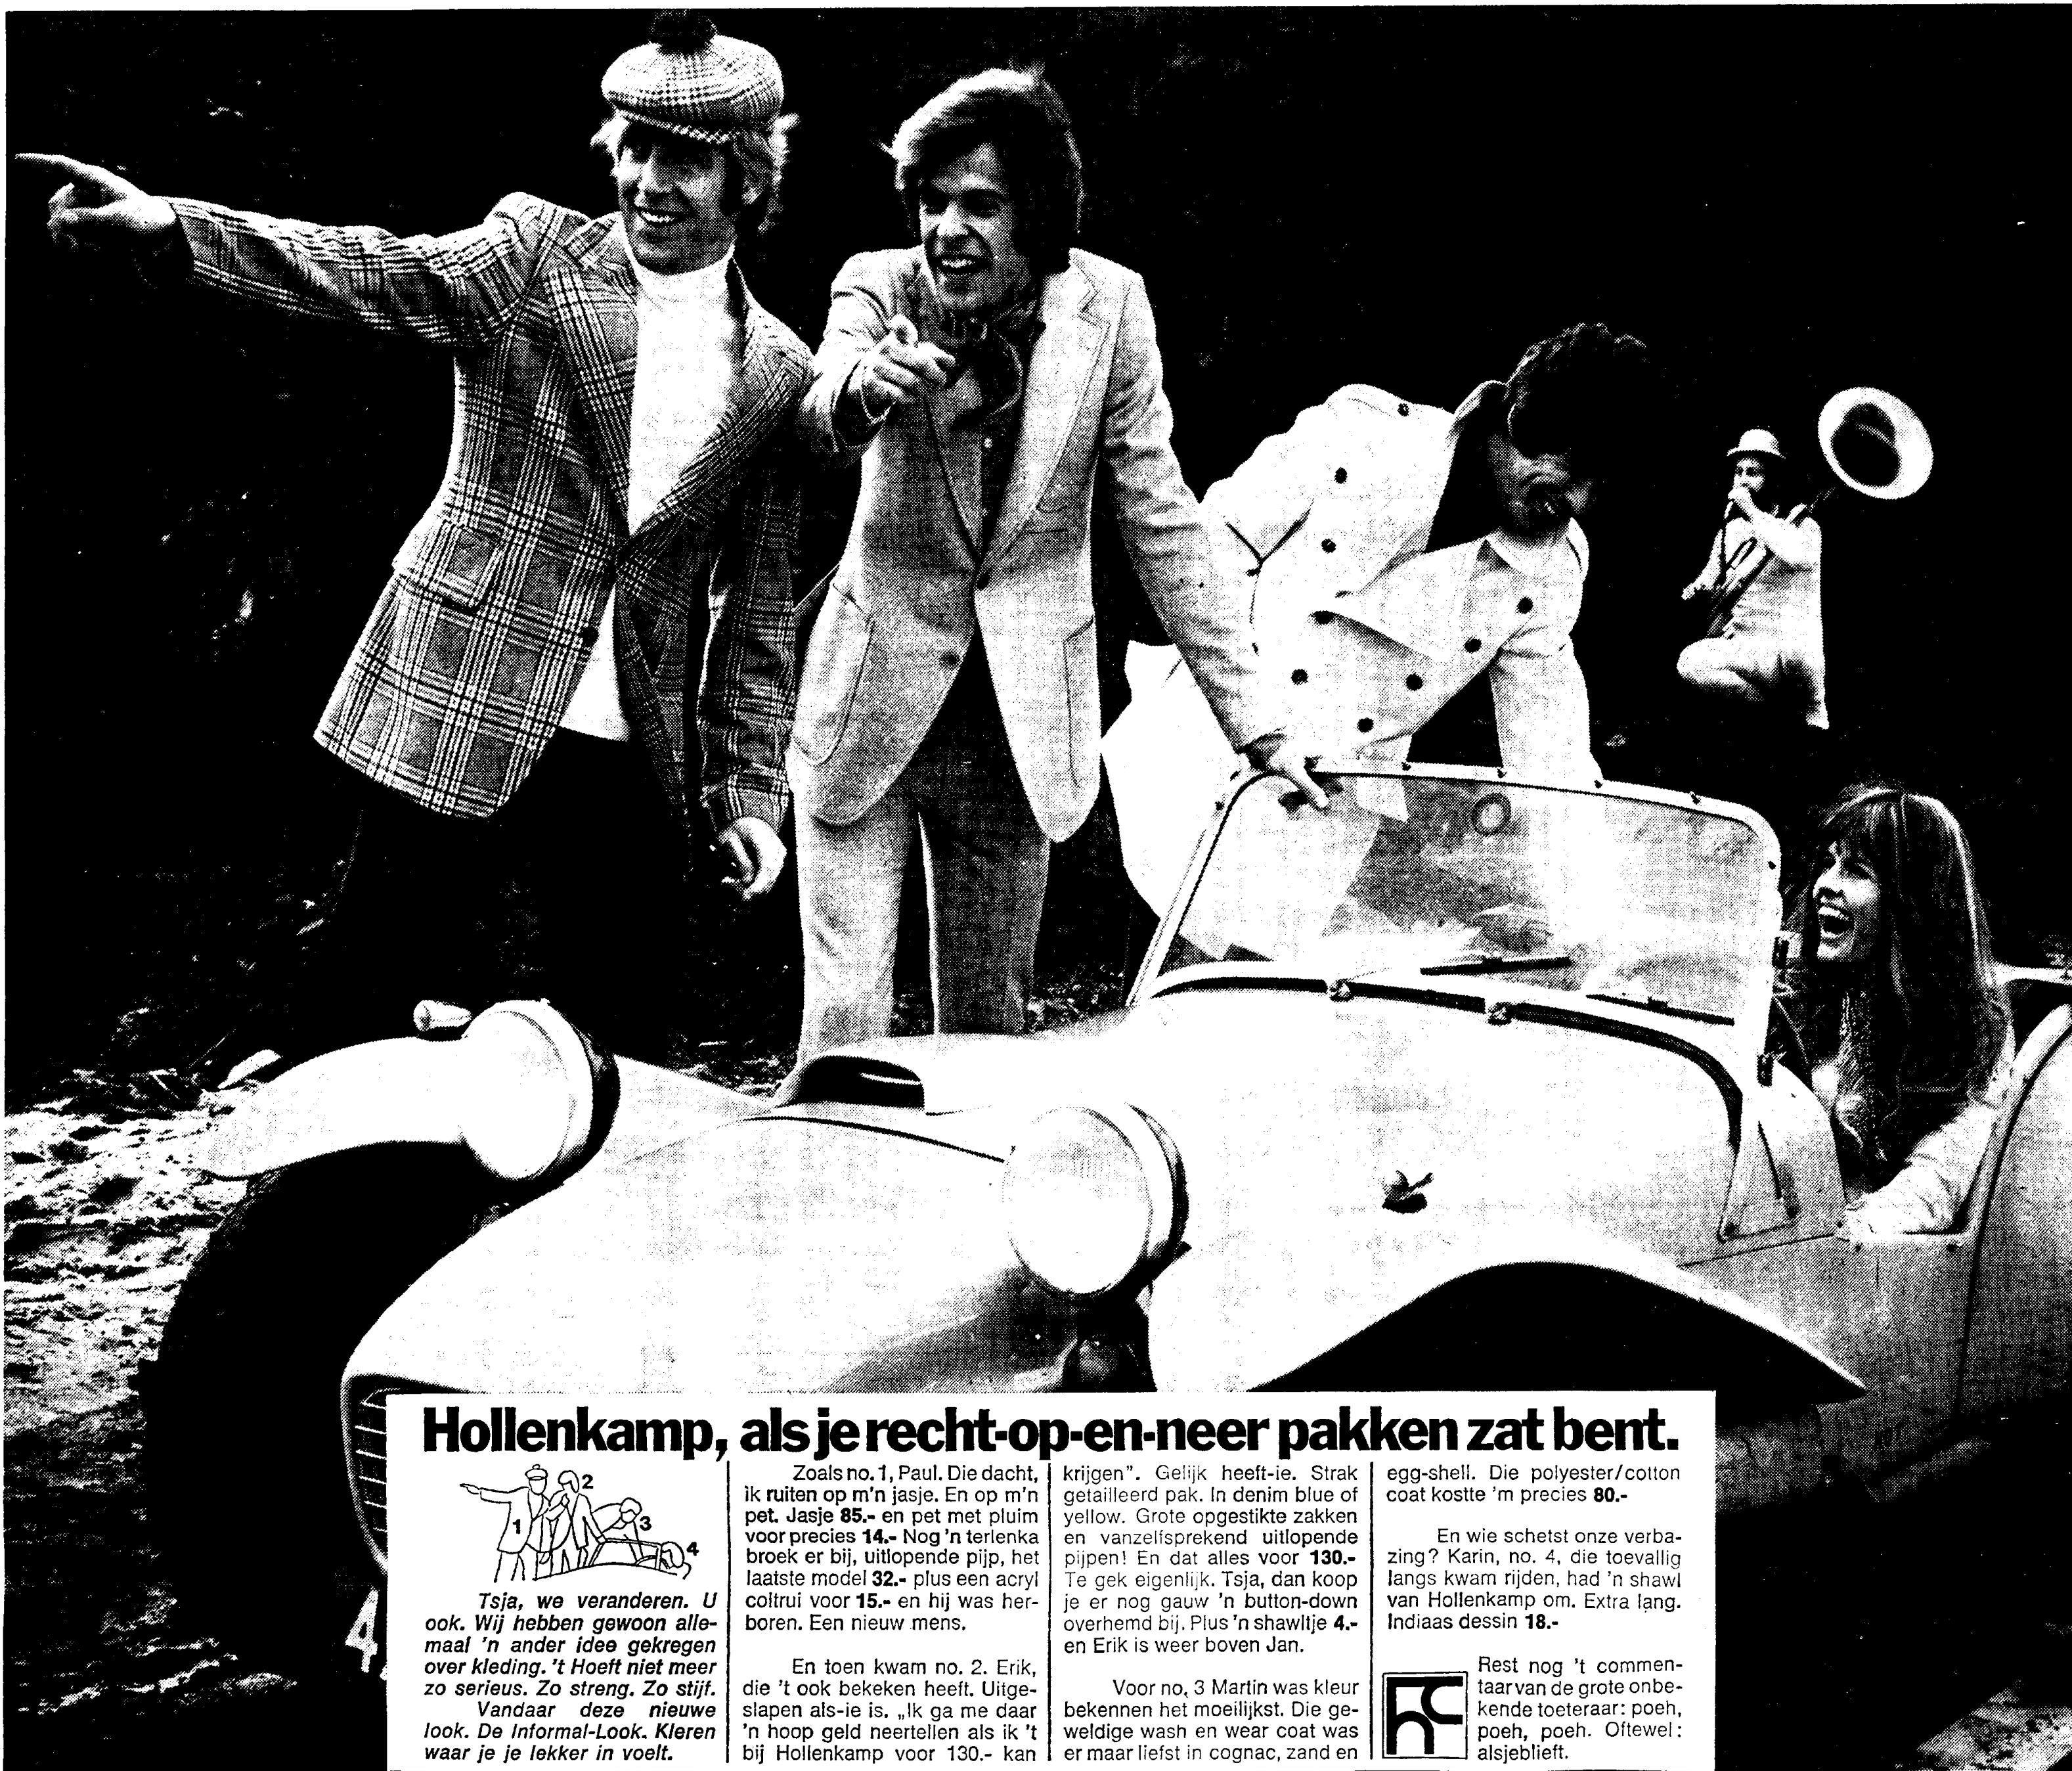 Hollenkamp, als je recht-op-en-neer pakken zat bent.
1
2
3
4
Tsja, we veranderen. U
ook. Wij hebben gewoon alle-
maal 'n ander idee gekregen
over kleding. 't Hoeft niet meer
zo serieus. Zo streng. Zo stijf.
Vandaar deze nieuwe
look. De Informal-Look. Kleren
waar je je lekker in voelt.
Zoals no. 1, Paul. Die dacht,
ik ruiten op m'n jasje. En op m'n
pet. Jasje 85.- en pet met pluim
voor precies 14.- Nog 'n terlenka
broek er bij, uitlopende pijp, het
laatste model 32.- plus een acryl
coltrui voor 15.- en hij was her-
boren. Een nieuw mens.
En toen kwam no. 2. Erik,
die 't ook bekeken heeft. Uitge-
slapen als-ie is. „Ik ga me daar
'n hoop geld neertellen als ik 't
bij Hollenkamp voor 130.- kan
krijgen". Gelijk heeft-ie. Strak
getailleerd pak. In denim blue of
yellow. Grote opgestikte zakken
en vanzelfsprekend uitlopende
pijpen! En dat alles voor 130.-
Te gek eigenlijk. Tsja, dan koop
je er nog gauw 'n button-down
overhemd bij. Plus 'n shawltje 4.-
en Erik is weer boven Jan.
Voor no. 3 Martin was kleur
bekennen het moeilijkst. Die ge-
weldige wash en wear coat was
er maar liefst in cognac, zand en
egg-shell. Die polyester/cotton
coat kostte 'm precies 80.-
En wie schetst onze verba-
zing? Karin, no. 4, die toevallig
langs kwam rijden, had 'n shawl
van Hollenkamp om. Extra lang.
Indiaas dessin 18.-
Rest nog 't commen-
taar van de grote onbe-
kende toeteraar: poeh,
poeh, poeh. Oftewel:
alsjeblieft.
hc
4